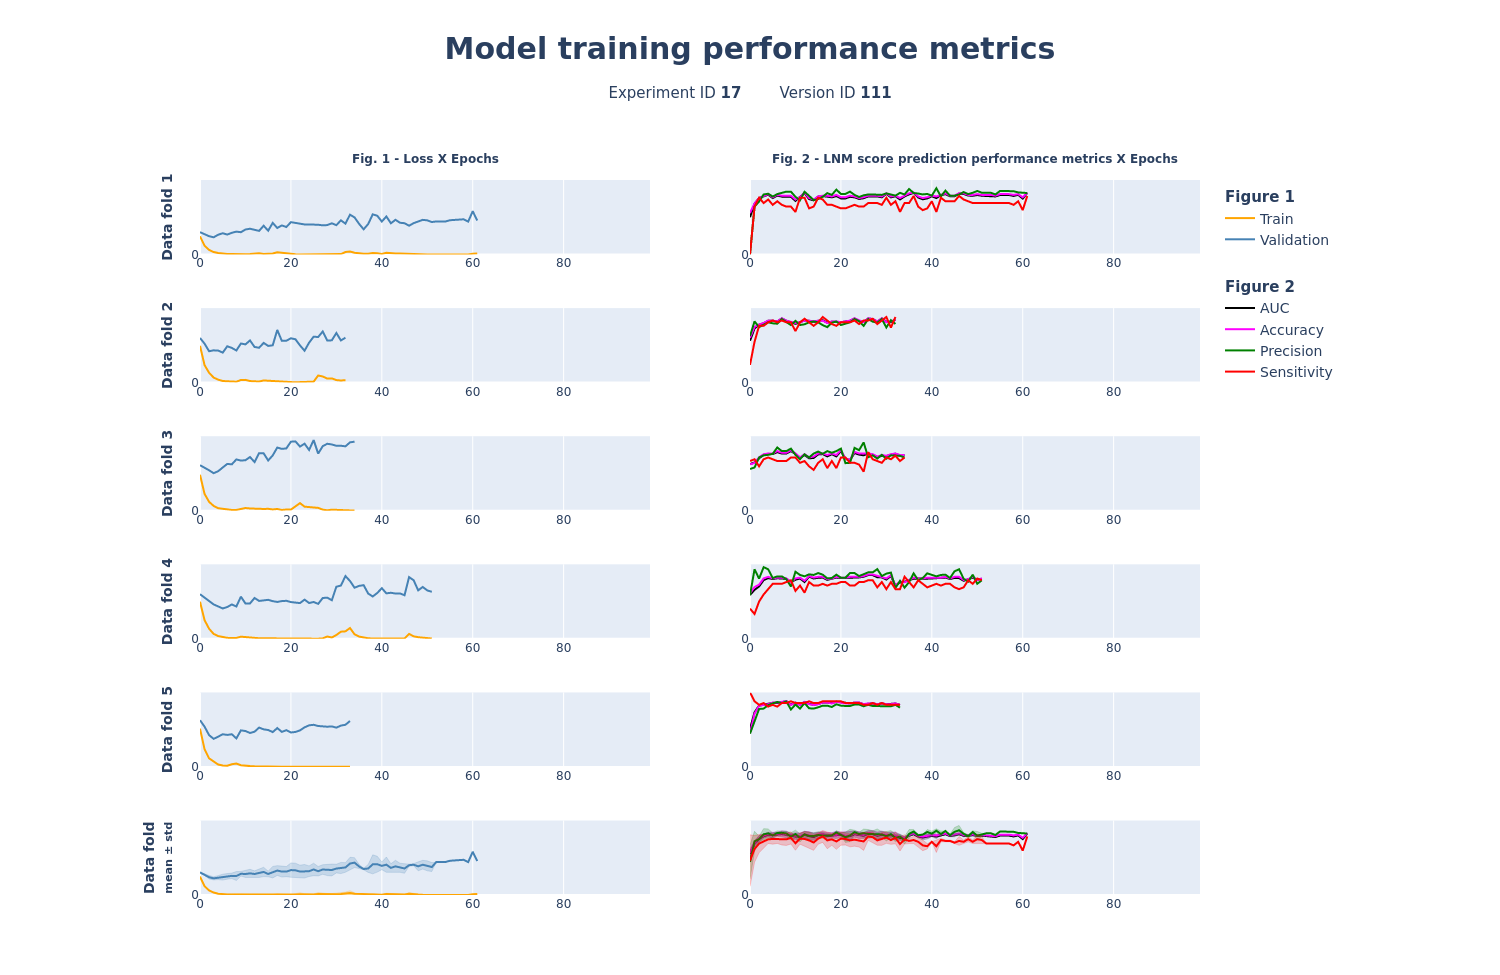 Model training performance metrics
Experiment ID 17 Version ID 111
Fig. 1 - Loss X Epochs
Fig. 2 - LNM score prediction performance metrics X Epochs
Data fold 1
0
0 20 40 60 80
0
0 20 40 60 80
Figure 1
Train
Validation
Figure 2
AUC
Accuracy
Precision
Sensitivity
Data fold 2
0
0 20 40 60 80
0
0 20 40 60 80
Data fold 3
0
0 20 40 60 80
0
0 20 40 60 80
Data fold 4
0
0 20 40 60 80
0
0 20 40 60 80
Data fold 5
0
0 20 40 60 80
0
0 20 40 60 80
Data fold
mean ± std
0
0 20 40 60 80
0
0 20 40 60 80